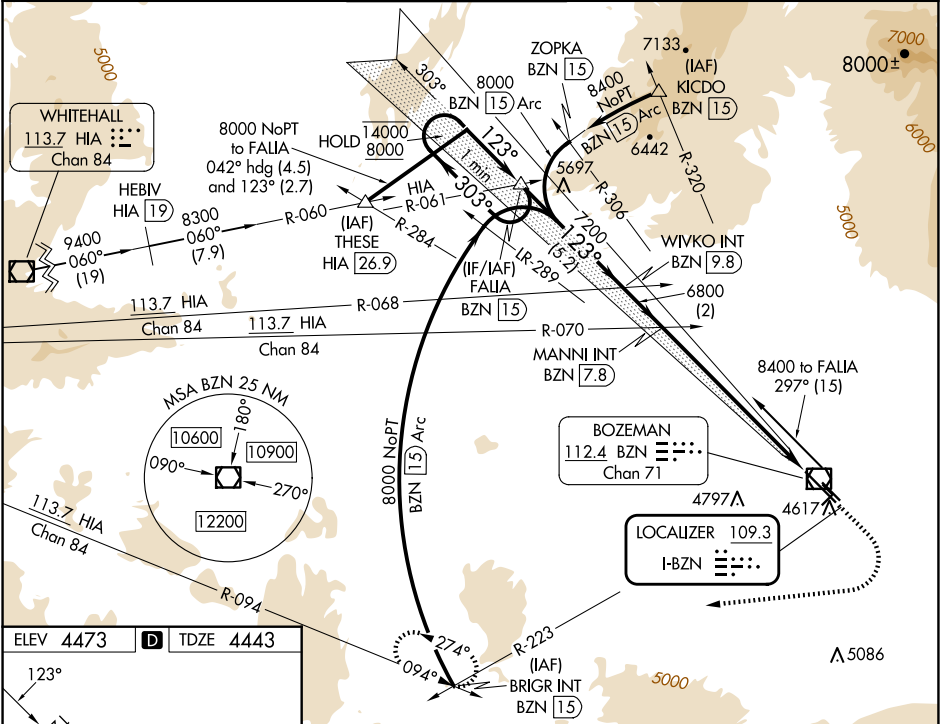 5000
WHITEHALL
113.7 HIA
Chan 84
HEBIV
HIA 19
9400
060°
(19)
8300
060°
(7.9)
R-060
8000 NoPT
to FALIA
042° hdg (4.5)
and 123° (2.7)
(IAF)
THESE
HIA 26.9
HOLD
14000
8000
303°
123°
1 min
303°
HIA
R-061
R-284
LR-289
(IF/IAF)
FALIA
BZN 15
8000
BZN 15 Arc
ZOPKA
BZN 15
8400
NoPT
BZN 15 Arc
7133
(IAF)
KICDO
BZN 15
6442
5697
R-320
R-306
7000
8000±
6000
5000
7200
123°
(5.2)
WIVKO INT
BZN 9.8
6800
(2)
MANNI INT
BZN 7.8
113.7 HIA
Chan 84
R-068
113.7 HIA
Chan 84
R-070
8400 to FALIA
297° (15)
MSA BZN 25 NM
180°
10600
10900
090°
270°
12200
8000 NoPT
BZN 15 Arc
BOZEMAN
112.4 BZN
Chan 71
4797
4617
LOCALIZER 109.3
I-BZN
113.7 HIA
Chan 84
R-094
R-223
274°
094°
(IAF)
BRIGR INT
BZN 15
5000
5086
ELEV 4473 D TDZE 4443
123°